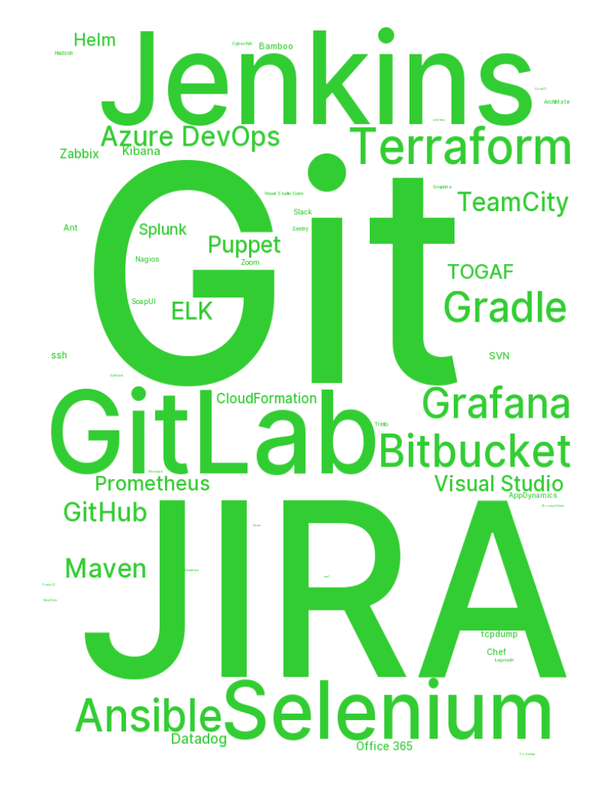 Helm
Jenkins
Bamboo
Hudson
ArchiMate
Azure DevOps
Terraform
Zabbix
Kibana
Git
Visual Studio Code
TeamCity
Slack
Ant
Splunk
Sentry
Puppet
Nagios
Zoom
TOGAF
SoapUI
ELK
Gradle
ssh
SVN
GitLab
CloudFormation
Grafana
Trello
Bitbucket
Prometheus
Visual Studio
AppDynamics
GitHub
JIRA
Maven
tcpdump
Chef
Logstash
Ansible
Selenium
Datadog
Office 365